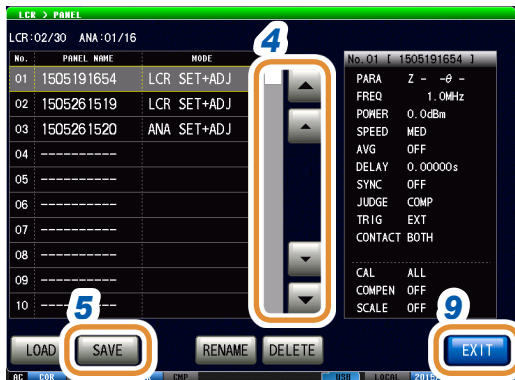 LCR > PANEL
LCR:02/30 ANA:01/16
No. PANEL NAME MODE
01 1505191654 LCR SET+ADJ
02 1505261519 LCR SET+ADJ
03 1505261520 ANA SET+ADJ
04 ----------
05 ----------
06 ----------
07 ----------
08 ----------
09 ----------
10 ----------
4
No. 01 [ 1505191654 ]
PARA Z - -θ -
FREQ 1.0MHz
POWER 0.0dBm
SPEED MED
AVG OFF
DELAY 0.00000s
SYNC OFF
JUDGE COMP
TRIG EXT
CONTACT BOTH
CAL ALL
COMPEN OFF
SCALE OFF
5
9
LOAD SAVE RENAME DELETE EXIT
AC COR CMP USB LOCAL